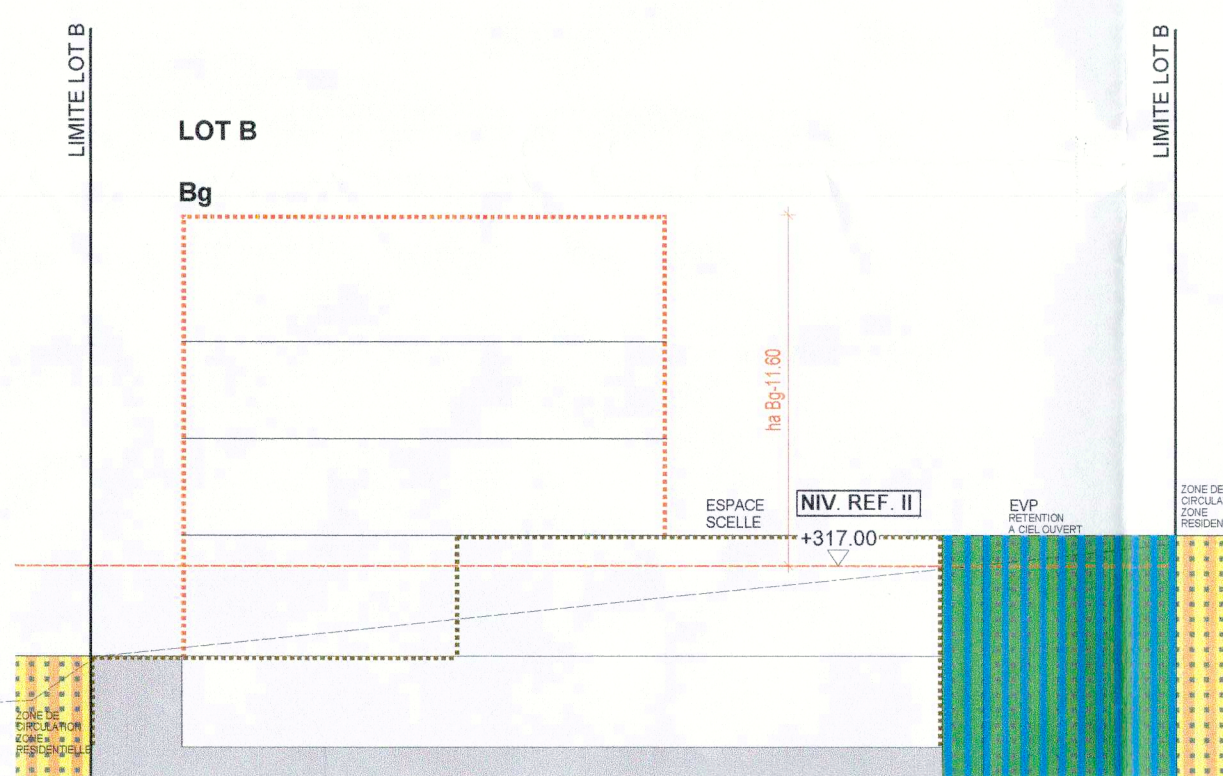 LIMITE LOT B
LIMITE LOT B
LOT B
Bg
ha Bg-11.60
ESPACE
SCELLE
NIV. REF. II
+317.00
EVP
RETENTION
A CIEL OUVERT
ZONE DE
CIRCULA
ZONE
RESIDEN
ZONE DE
CIRCULATION
ZONE
RESIDENTIELLE